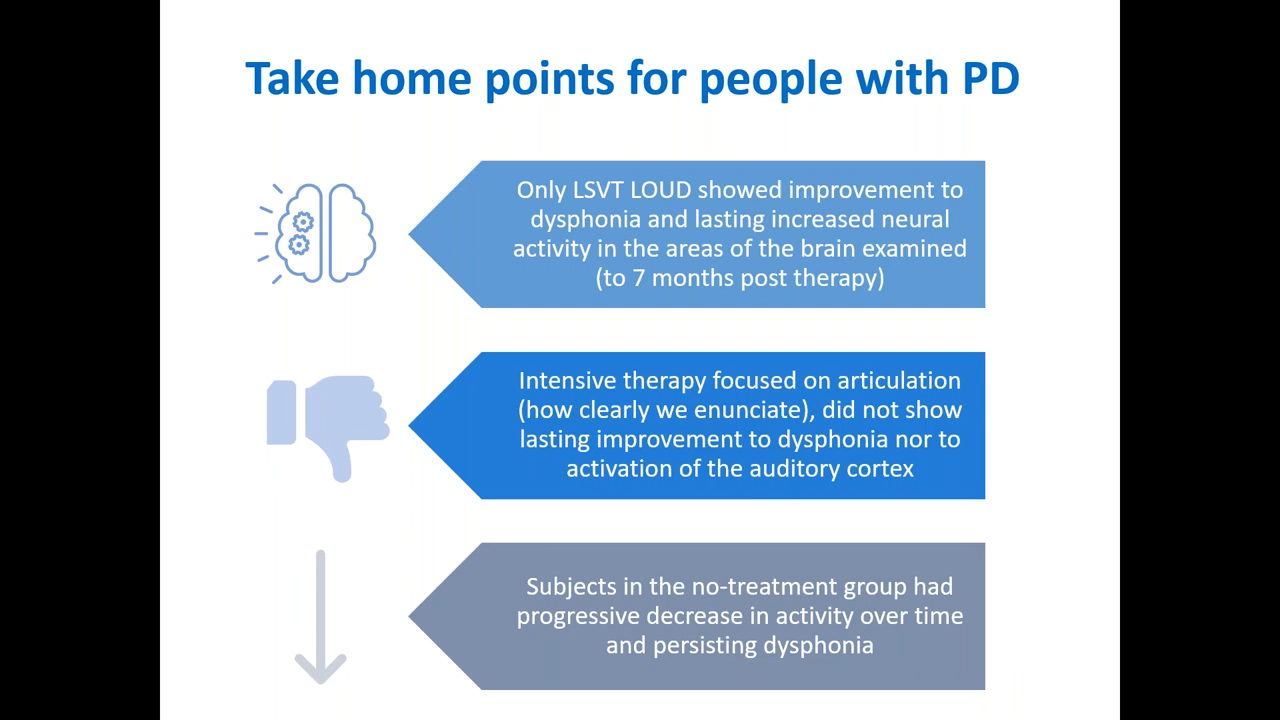 Take home points for people with PD
Only LSVT LOUD showed improvement to
dysphonia and lasting increased neural
activity in the areas of the brain examined
(to 7 months post therapy)
Intensive therapy focused on articulation
(how clearly we enunciate), did not show
lasting improvement to dysphonia nor to
activation of the auditory cortex
Subjects in the no-treatment group had
progressive decrease in activity over time
and persisting dysphonia